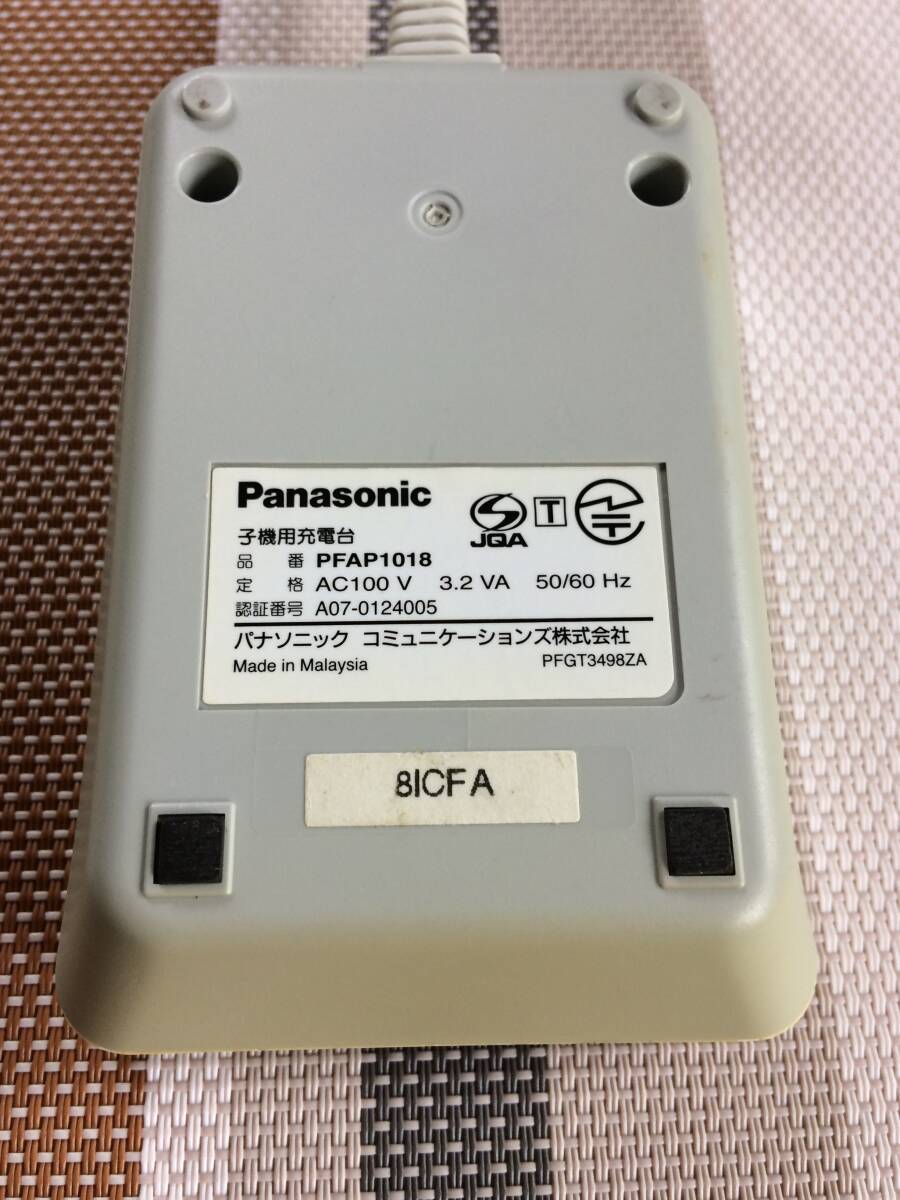 Panasonic
JQA
T
子機用充電台
品 番 PFAP1018
定 格 AC100 V 3.2 VA 50/60 Hz
認証番号 A07-0124005
パナソニック コミュニケーションズ株式会社
Made in Malaysia PFGT3498ZA
8ICFA